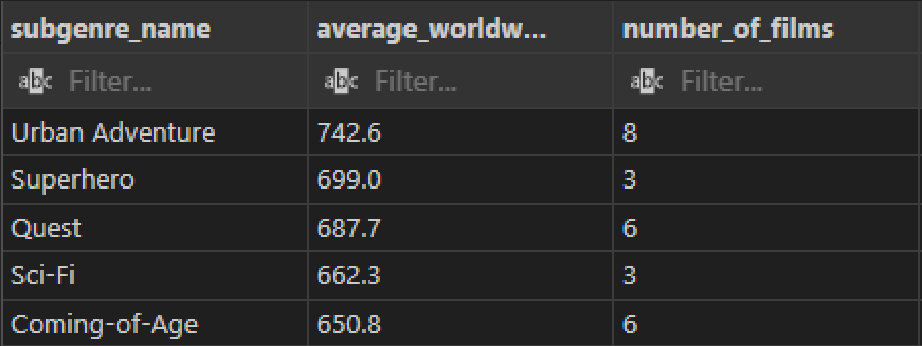 subgenre_name average_worldw... number_of_films
abc Filter... abc Filter... abc Filter...
Urban Adventure 742.6 8
Superhero 699.0 3
Quest 687.7 6
Sci-Fi 662.3 3
Coming-of-Age 650.8 6